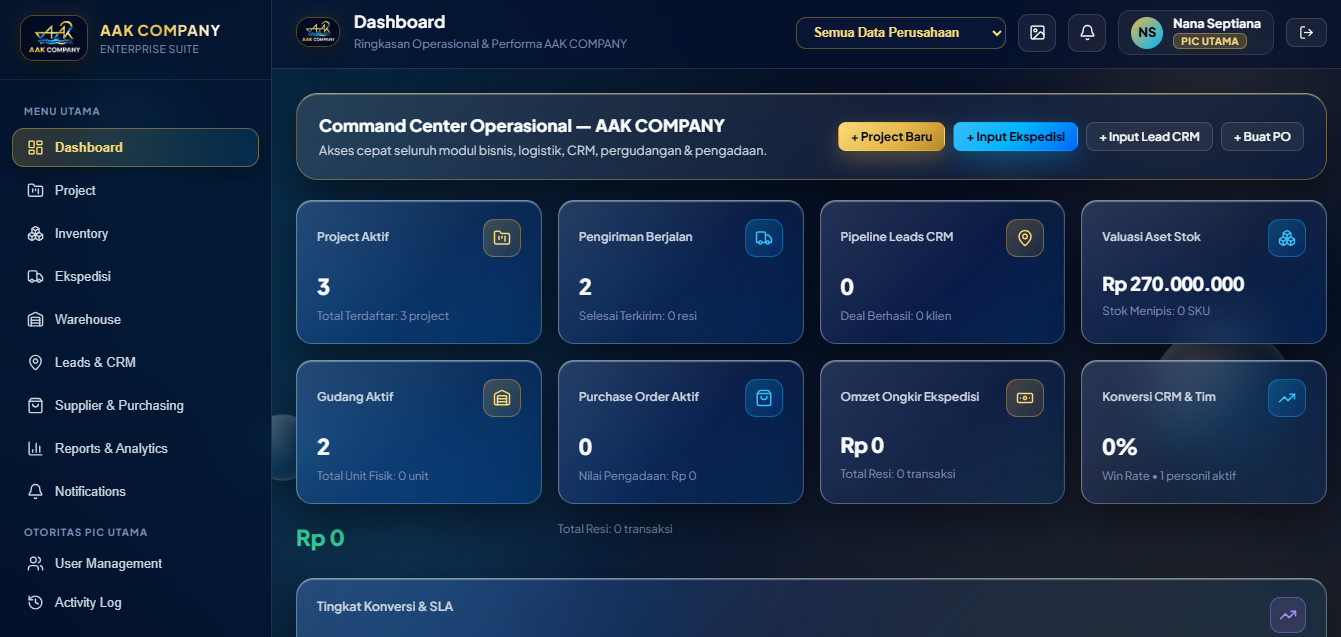 AAK COMPANY
AAK COMPANY
ENTERPRISE SUITE
MENU UTAMA
Dashboard
Project
Inventory
Ekspedisi
Warehouse
Leads & CRM
Supplier & Purchasing
Reports & Analytics
Notifications
OTORITAS PIC UTAMA
User Management
Activity Log
AAK COMPANY
Dashboard
Ringkasan Operasional & Performa AAK COMPANY
Semua Data Perusahaan
NS
Nana Septiana
PIC UTAMA
Command Center Operasional — AAK COMPANY
Akses cepat seluruh modul bisnis, logistik, CRM, pergudangan & pengadaan.
+ Project Baru
+ Input Ekspedisi
+ Input Lead CRM
+ Buat PO
Project Aktif
3
Total Terdaftar: 3 project
Pengiriman Berjalan
2
Selesai Terkirim: 0 resi
Pipeline Leads CRM
0
Deal Berhasil: 0 klien
Valuasi Aset Stok
Rp 270.000.000
Stok Menipis: 0 SKU
Gudang Aktif
2
Total Unit Fisik: 0 unit
Purchase Order Aktif
0
Nilai Pengadaan: Rp 0
Omzet Ongkir Ekspedisi
Rp 0
Total Resi: 0 transaksi
Konversi CRM & Tim
0%
Win Rate • 1 personil aktif
Rp 0
Total Resi: 0 transaksi
Tingkat Konversi & SLA